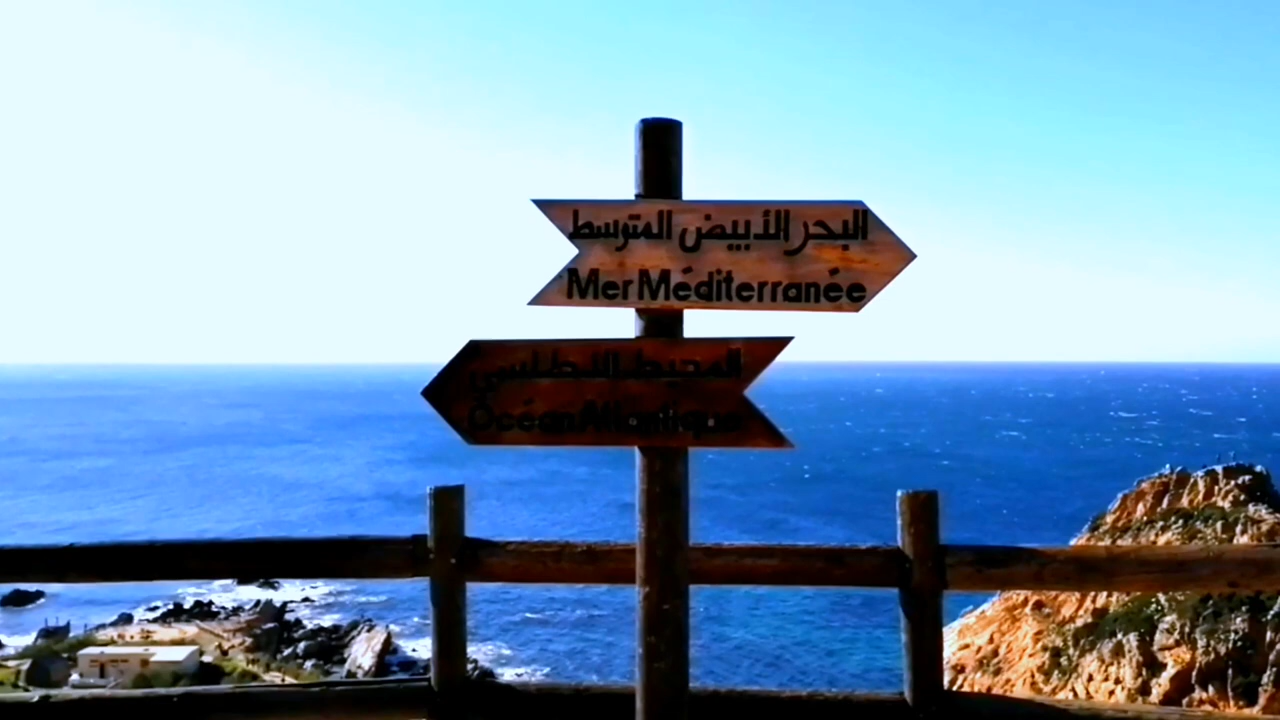 البحر الأبيض المتوسط
Mer Méditerranée
المحيط الأطلسي
Océan Atlantique